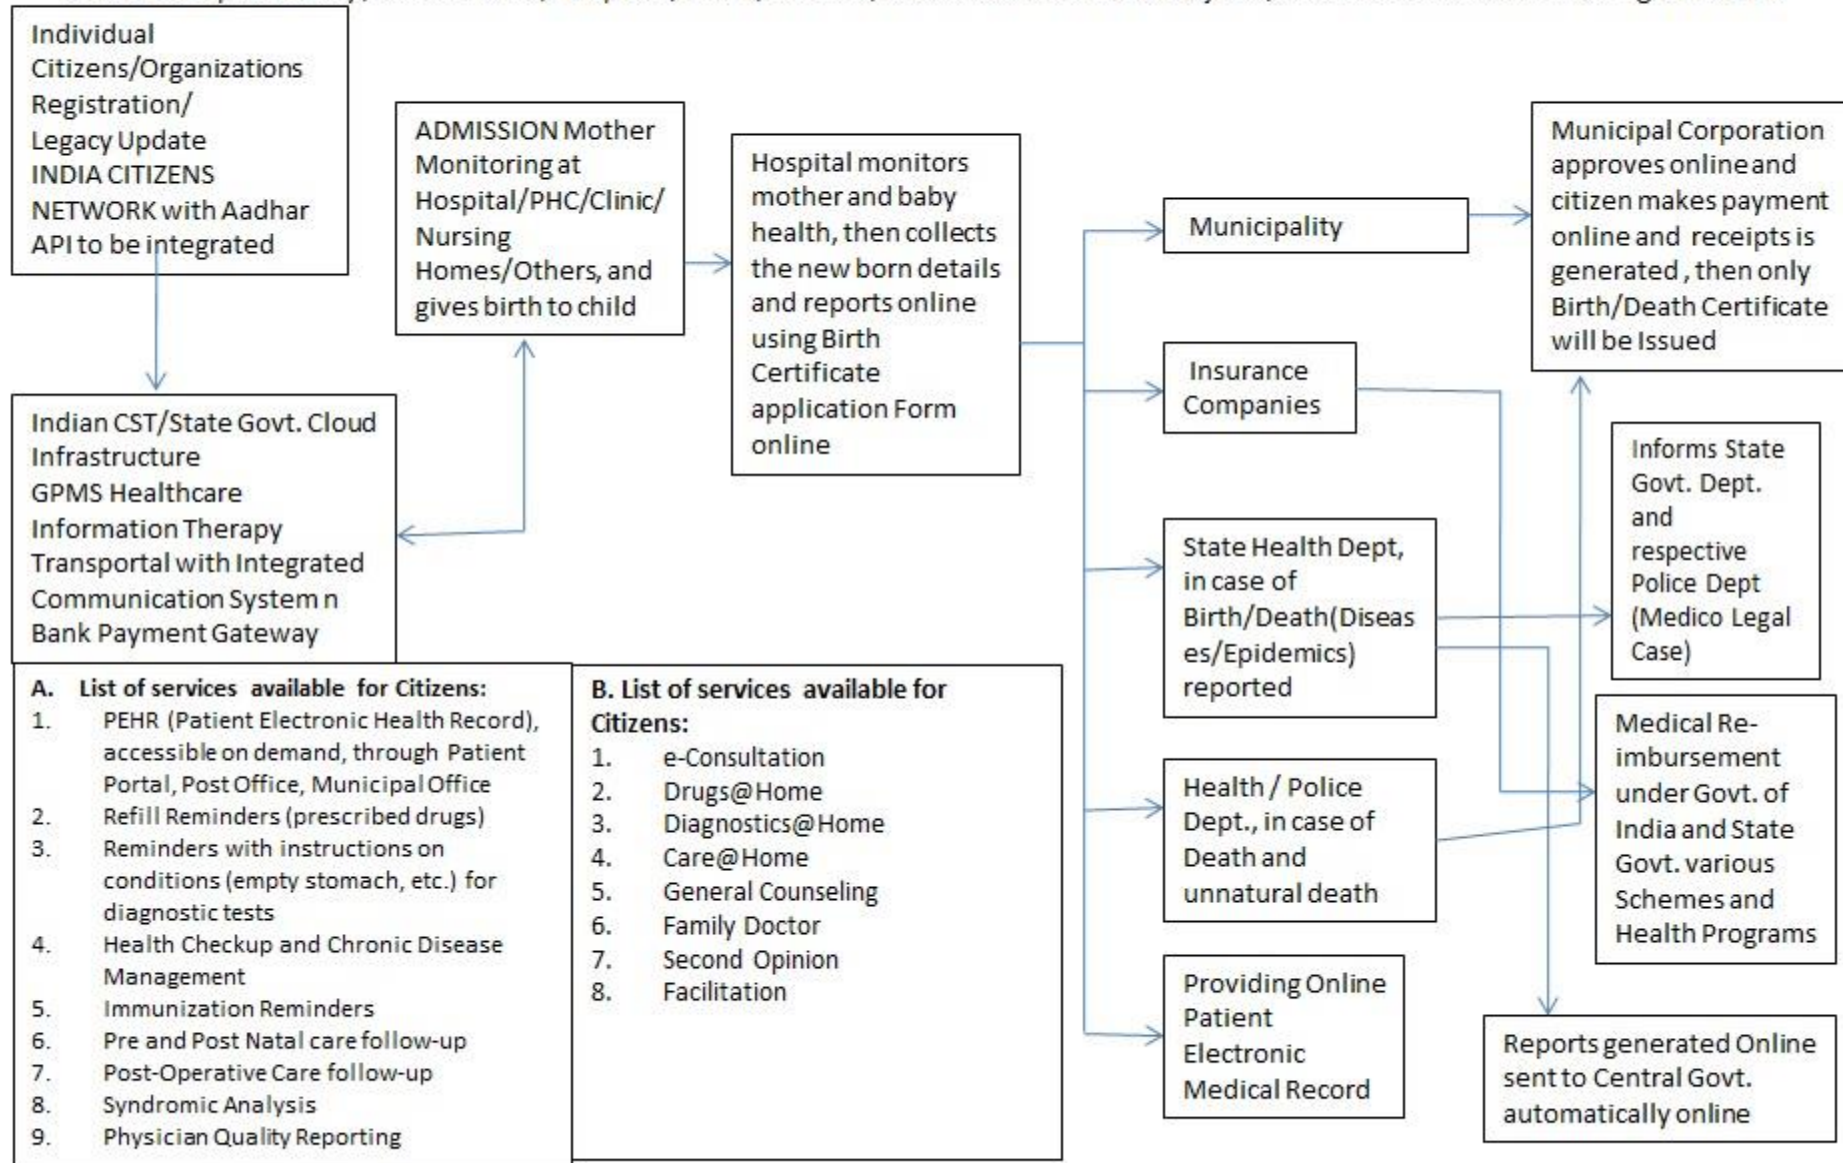 Individual
Citizens/Organizations
Registration/
Legacy Update
INDIA CITIZENS
NETWORK with Aadhar
API to be integrated
Indian CST/State Govt. Cloud
Infrastructure
GPMS Healthcare
Information Therapy
Transportal with Integrated
Communication System n
Bank Payment Gateway
ADMISSION Mother
Monitoring at
Hospital/PHC/Clinic/
Nursing
Homes/Others, and
gives birth to child
Hospital monitors
mother and baby
health, then collects
the new born details
and reports online
using Birth
Certificate
application Form
online
Municipality
Insurance
Companies
State Health Dept,
in case of
Birth/Death(Diseas
es/Epidemics)
reported
Health / Police
Dept., in case of
Death and
unnatural death
Providing Online
Patient
Electronic
Medical Record
Municipal Corporation
approves online and
citizen makes payment
online and receipts is
generated , then only
Birth/Death Certificate
will be Issued
Informs State
Govt. Dept.
and
respective
Police Dept
(Medico Legal
Case)
Medical Re-
imbursement
under Govt. of
India and State
Govt. various
Schemes and
Health Programs
Reports generated Online
sent to Central Govt.
automatically online
A. List of services available for Citizens:
1. PEHR (Patient Electronic Health Record),
accessible on demand, through Patient
Portal, Post Office, Municipal Office
2. Refill Reminders (prescribed drugs)
3. Reminders with instructions on
conditions (empty stomach, etc.) for
diagnostic tests
4. Health Checkup and Chronic Disease
Management
5. Immunization Reminders
6. Pre and Post Natal care follow-up
7. Post-Operative Care follow-up
8. Syndromic Analysis
9. Physician Quality Reporting
B. List of services available for
Citizens:
1. e-Consultation
2. Drugs@Home
3. Diagnostics@Home
4. Care@Home
5. General Counseling
6. Family Doctor
7. Second Opinion
8. Facilitation